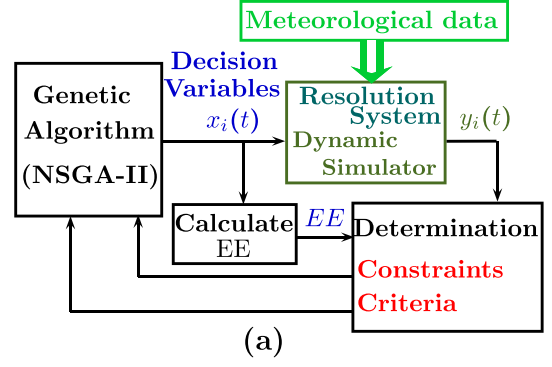 Meteorological data
Decision
Variables
x_i(t)
Genetic
Algorithm
(NSGA-II)
Resolution
System
Dynamic
Simulator
y_i(t)
Calculate
EE
EE
Determination
Constraints
Criteria
(a)